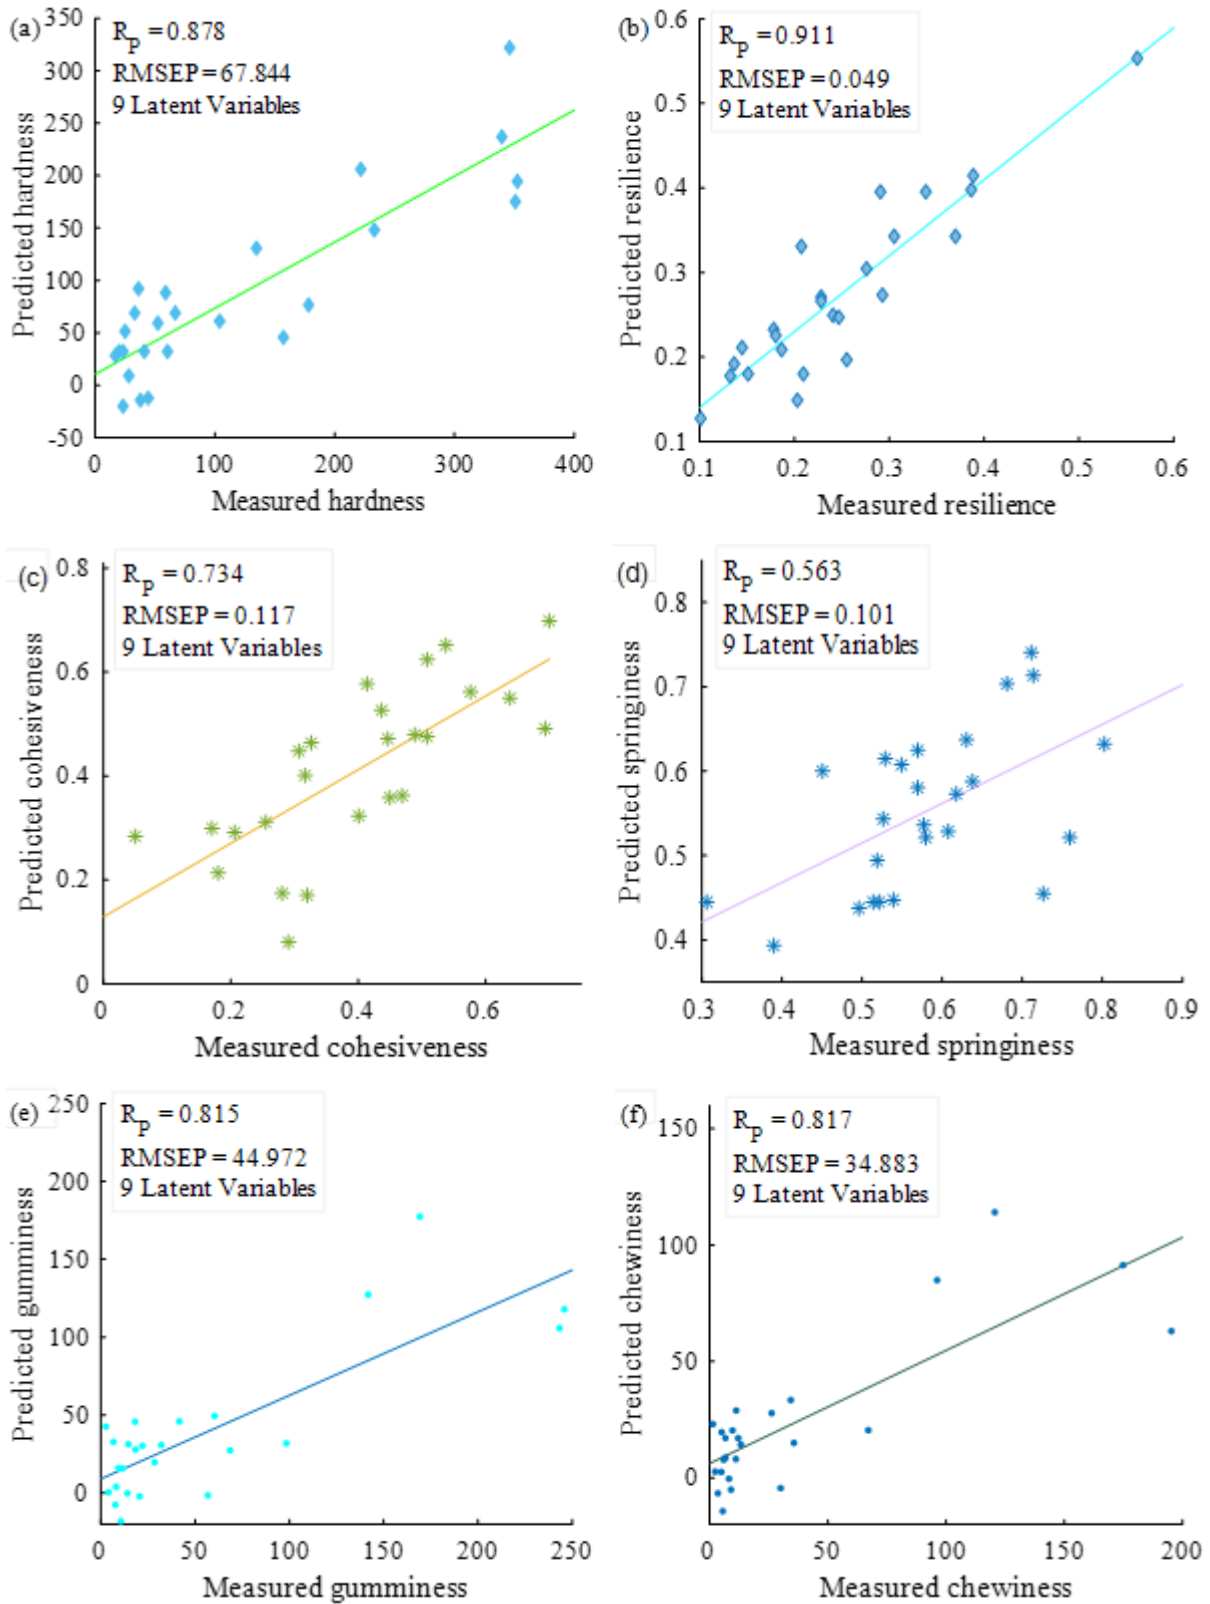 (a)
R_p = 0.878
RMSEP = 67.844
9 Latent Variables
350
300
250
200
150
100
50
0
-50
Predicted hardness
0 100 200 300 400
Measured hardness
(b)
R_p = 0.911
RMSEP = 0.049
9 Latent Variables
0.6
0.5
0.4
0.3
0.2
0.1
Predicted resilience
0.1 0.2 0.3 0.4 0.5 0.6
Measured resilience
(c)
R_p = 0.734
RMSEP = 0.117
9 Latent Variables
0.8
0.6
0.4
0.2
0
Predicted cohesiveness
0 0.2 0.4 0.6
Measured cohesiveness
(d)
R_p = 0.563
RMSEP = 0.101
9 Latent Variables
0.8
0.7
0.6
0.5
0.4
Predicted springiness
0.3 0.4 0.5 0.6 0.7 0.8 0.9
Measured springiness
(e)
R_p = 0.815
RMSEP = 44.972
9 Latent Variables
250
200
150
100
50
0
Predicted gumminess
0 50 100 150 200 250
Measured gumminess
(f)
R_p = 0.817
RMSEP = 34.883
9 Latent Variables
150
100
50
0
Predicted chewiness
0 50 100 150 200
Measured chewiness